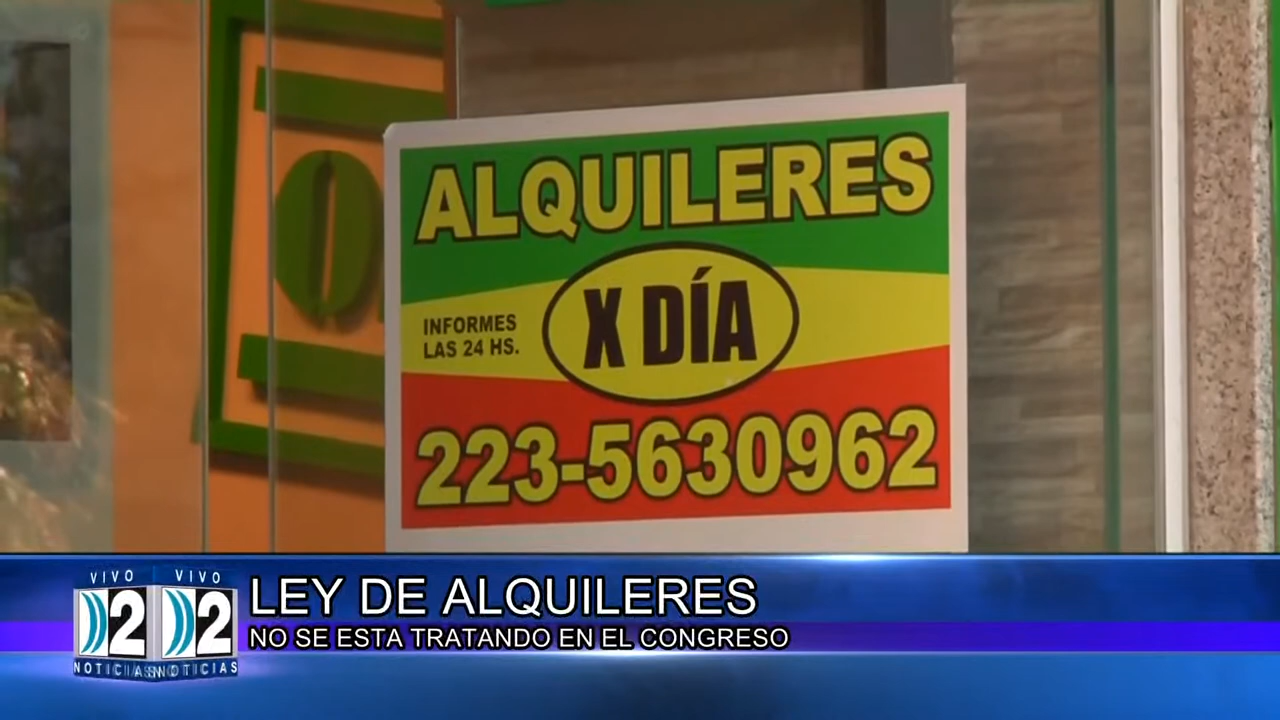 ALQUILERES
X DÍA
INFORMES
LAS 24 HS.
223-5630962
VIVO VIVO
2 2
NOTICIAS NOTICIAS
LEY DE ALQUILERES
NO SE ESTA TRATANDO EN EL CONGRESO